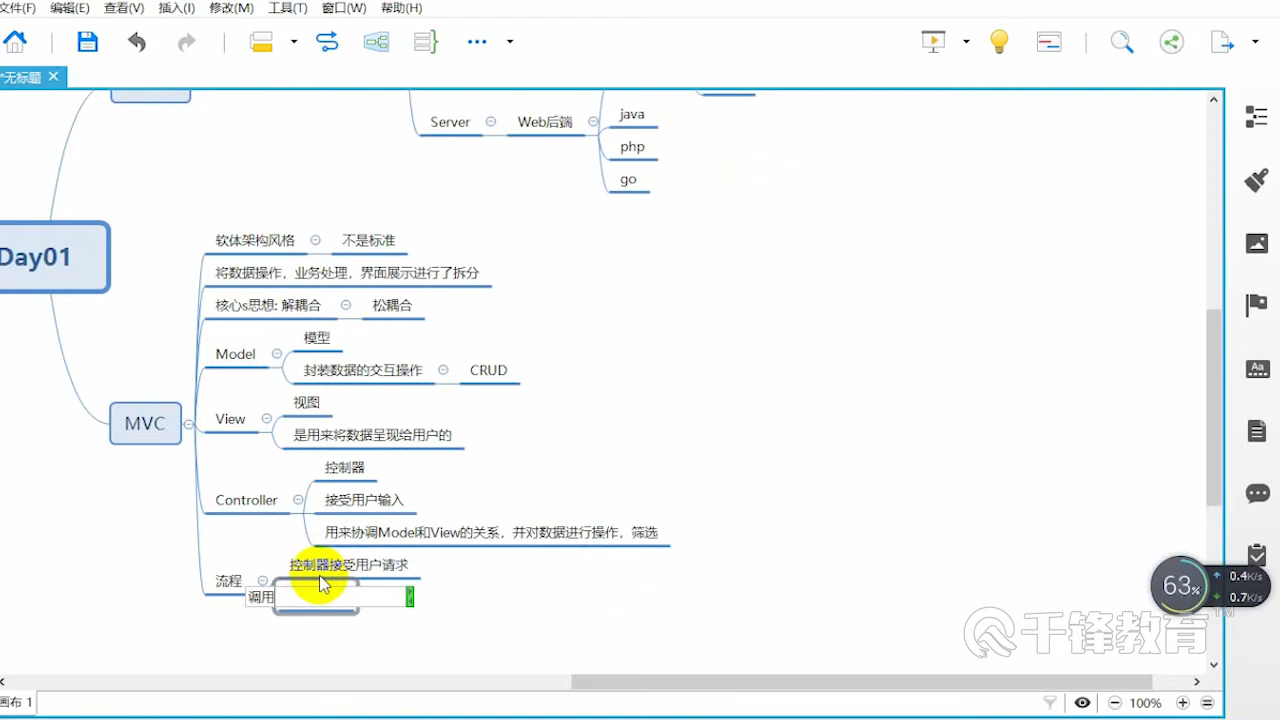 文件(F) 编辑(E) 查看(V) 插入(I) 修改(M) 工具(T) 窗口(W) 帮助(H)
*无标题
Server
Web后端
java
php
go
Day01
MVC
软体架构风格
不是标准
将数据操作，业务处理，界面展示进行了拆分
核心s思想: 解耦合
松耦合
Model
模型
封装数据的交互操作
CRUD
View
视图
是用来将数据呈现给用户的
Controller
控制器
接受用户输入
用来协调Model和View的关系，并对数据进行操作，筛选
流程
控制器接受用户请求
调用
63%
0.4K/s
0.7K/s
千锋教育 TM
画布 1
100%